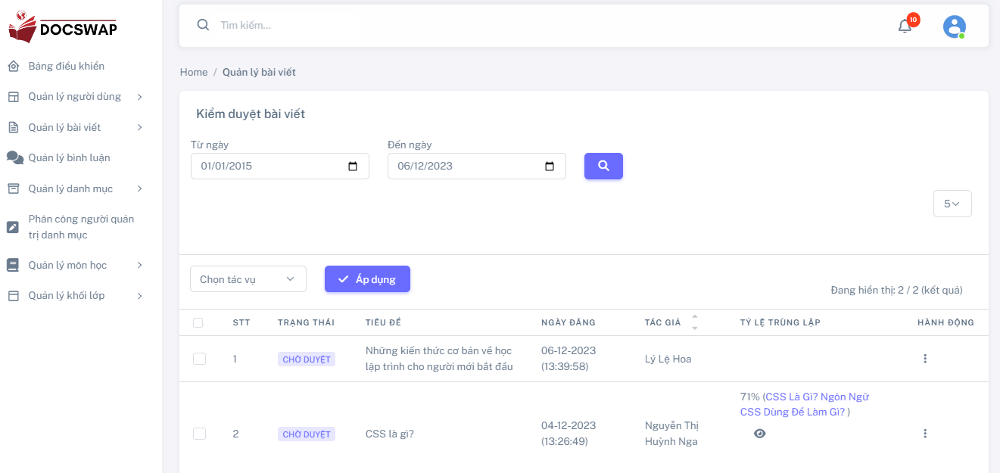 DOCSWAP
Tìm kiếm...
10
Bảng điều khiển
Quản lý người dùng
Quản lý bài viết
Quản lý bình luận
Quản lý danh mục
Phân công người quản
trị danh mục
Quản lý môn học
Quản lý khối lớp
Home / Quản lý bài viết
Kiểm duyệt bài viết
Từ ngày
Đến ngày
01/01/2015
06/12/2023
5
Chọn tác vụ
Áp dụng
Đang hiển thị: 2 / 2 (kết quả)
STT TRẠNG THÁI TIÊU ĐỀ NGÀY ĐĂNG TÁC GIẢ TỶ LỆ TRÙNG LẶP HÀNH ĐỘNG
1 CHỜ DUYỆT
Những kiến thức cơ bản về học
lập trình cho người mới bắt đầu
06-12-2023
(13:39:58)
Lý Lệ Hoa
2 CHỜ DUYỆT CSS là gì?
04-12-2023
(13:26:49)
Nguyễn Thị
Huỳnh Nga
71% (CSS Là Gì? Ngôn Ngữ
CSS Dùng Để Làm Gì? )